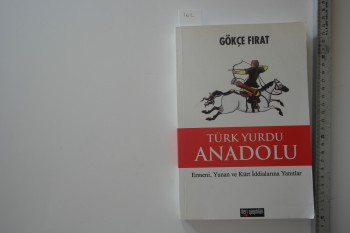 GÖKÇE FIRAT
TÜRK YURDU
ANADOLU
Ermeni, Yunan ve Kürt İddialarına Yanıtlar